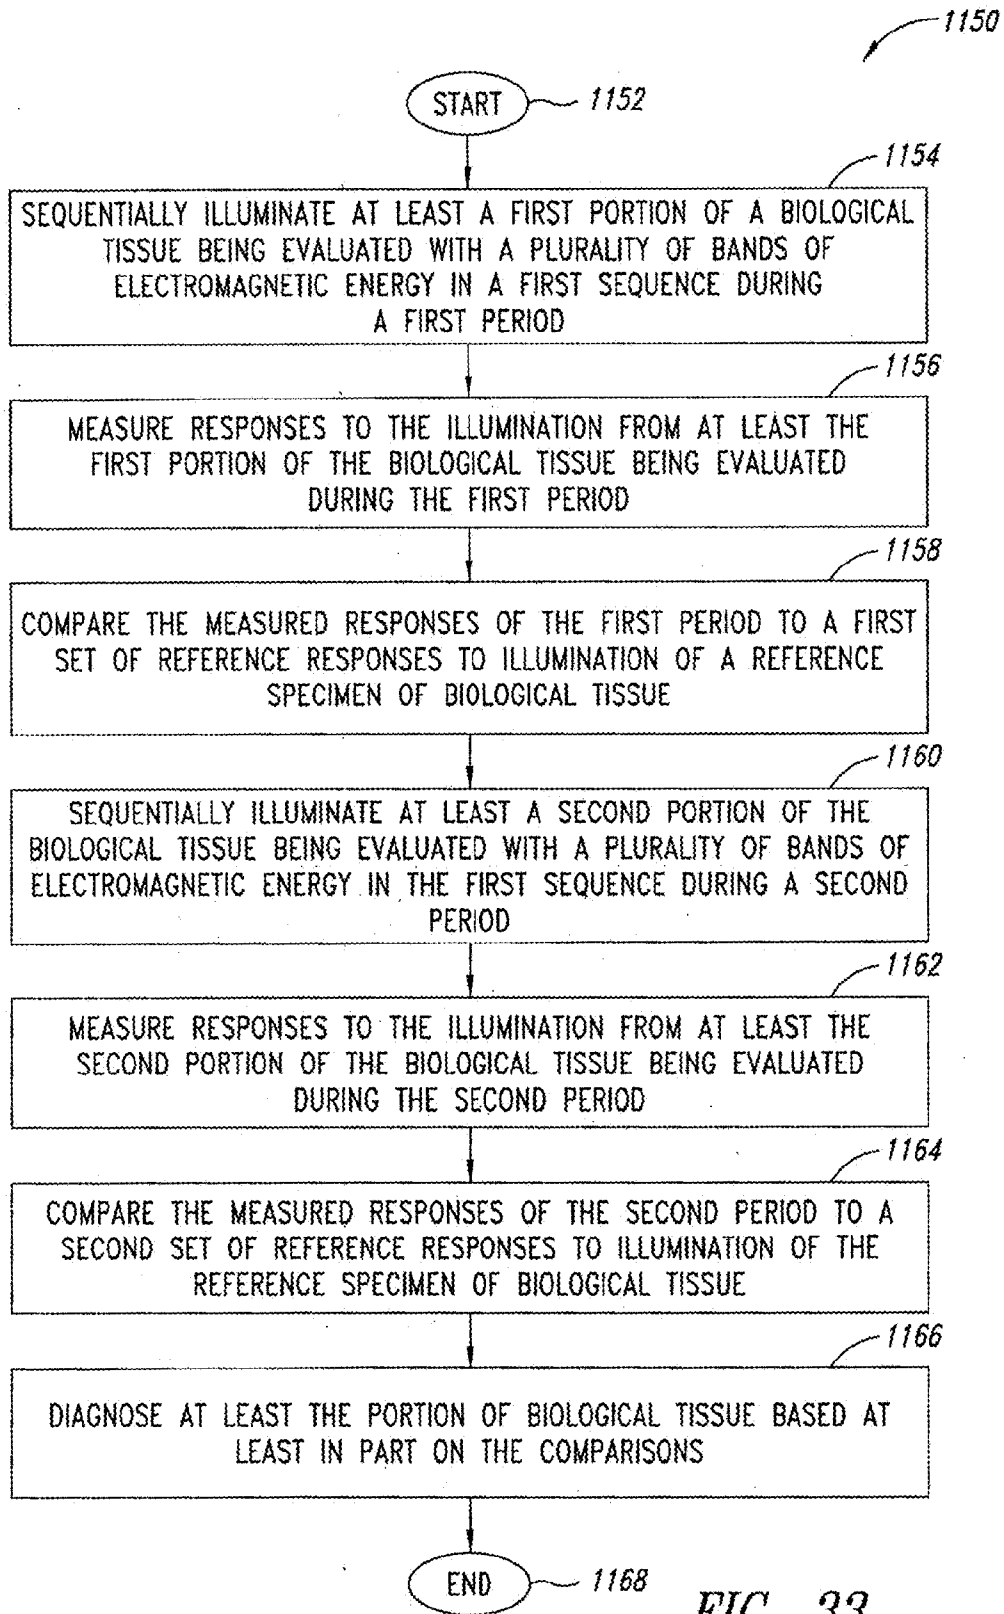 1150
START
1152
1154
SEQUENTIALLY ILLUMINATE AT LEAST A FIRST PORTION OF A BIOLOGICAL
TISSUE BEING EVALUATED WITH A PLURALITY OF BANDS OF
ELECTROMAGNETIC ENERGY IN A FIRST SEQUENCE DURING
A FIRST PERIOD
1156
MEASURE RESPONSES TO THE ILLUMINATION FROM AT LEAST THE
FIRST PORTION OF THE BIOLOGICAL TISSUE BEING EVALUATED
DURING THE FIRST PERIOD
1158
COMPARE THE MEASURED RESPONSES OF THE FIRST PERIOD TO A FIRST
SET OF REFERENCE RESPONSES TO ILLUMINATION OF A REFERENCE
SPECIMEN OF BIOLOGICAL TISSUE
1160
SEQUENTIALLY ILLUMINATE AT LEAST A SECOND PORTION OF THE
BIOLOGICAL TISSUE BEING EVALUATED WITH A PLURALITY OF BANDS OF
ELECTROMAGNETIC ENERGY IN THE FIRST SEQUENCE DURING A SECOND
PERIOD
1162
MEASURE RESPONSES TO THE ILLUMINATION FROM AT LEAST THE
SECOND PORTION OF THE BIOLOGICAL TISSUE BEING EVALUATED
DURING THE SECOND PERIOD
1164
COMPARE THE MEASURED RESPONSES OF THE SECOND PERIOD TO A
SECOND SET OF REFERENCE RESPONSES TO ILLUMINATION OF THE
REFERENCE SPECIMEN OF BIOLOGICAL TISSUE
1166
DIAGNOSE AT LEAST THE PORTION OF BIOLOGICAL TISSUE BASED AT
LEAST IN PART ON THE COMPARISONS
END
1168
FIG. 33